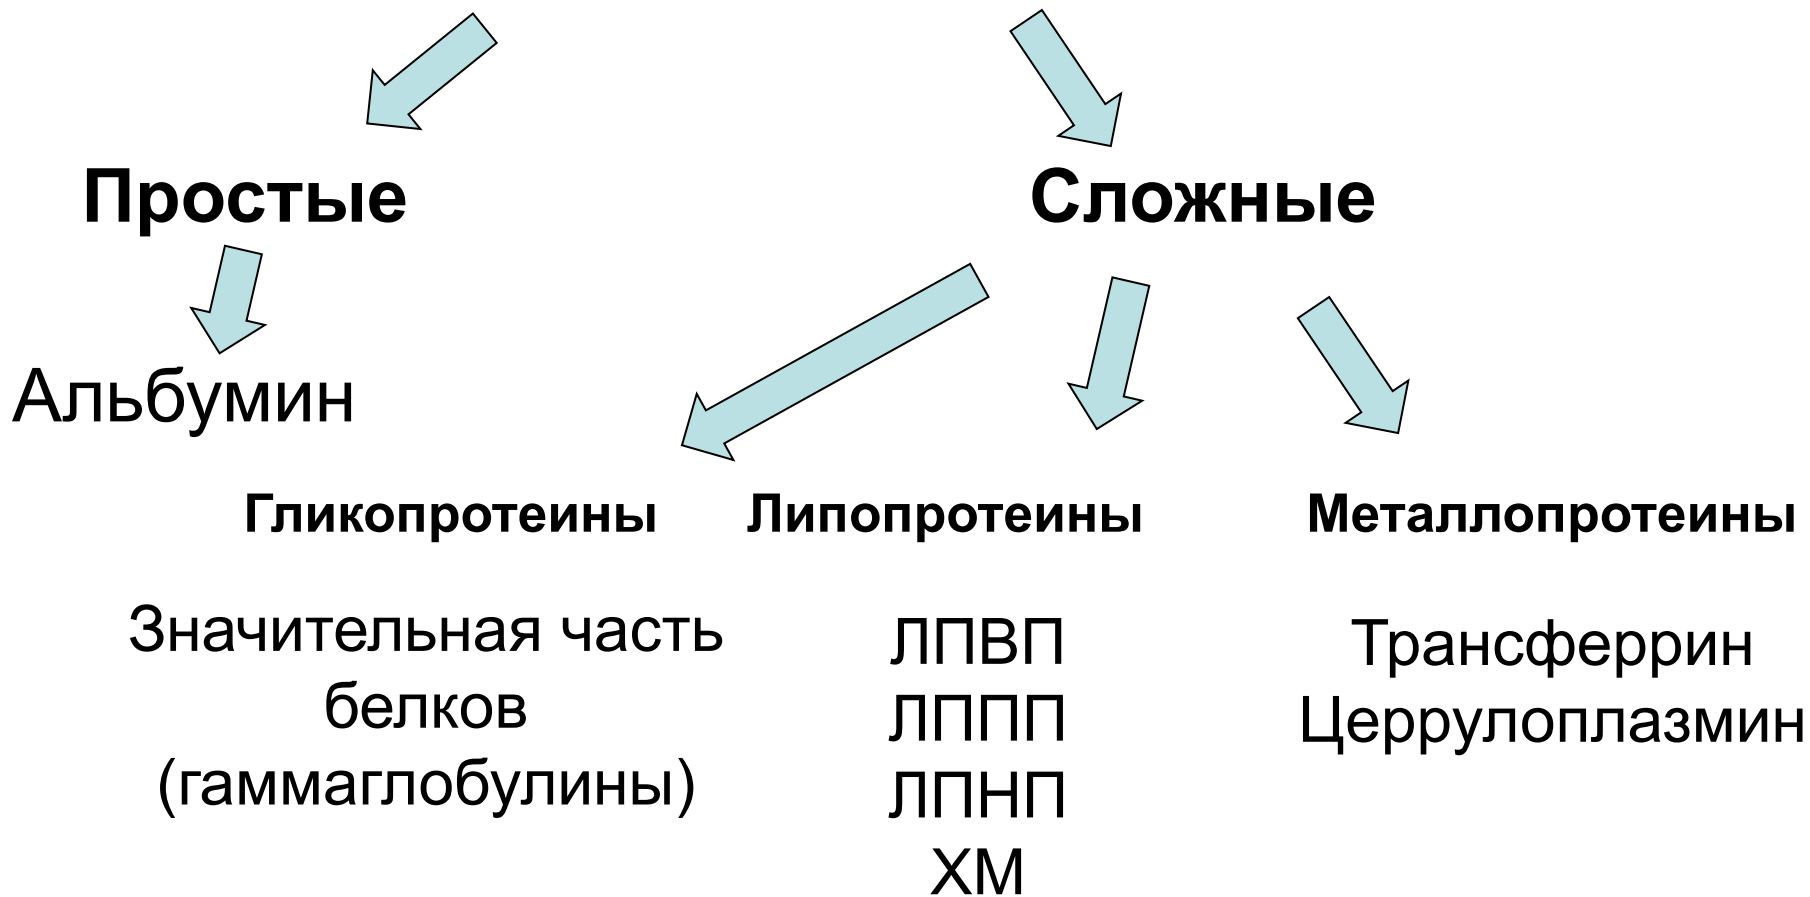 Простые
Сложные
Альбумин
Гликопротеины
Липопротеины
Металлопротеины
Значительная часть
белков
(гаммаглобулины)
ЛПВП
ЛППП
ЛПНП
ХМ
Трансферрин
Церрулоплазмин